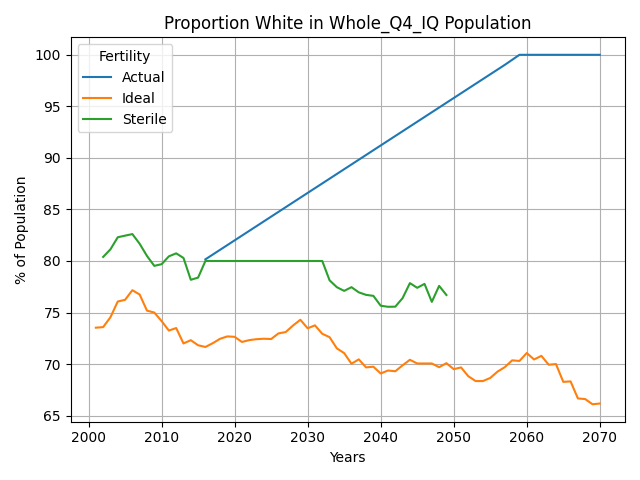 Proportion White in Whole_Q4_IQ Population
Fertility
Actual
Ideal
Sterile
% of Population
100
95
90
85
80
75
70
65
2000 2010 2020 2030 2040 2050 2060 2070
Years